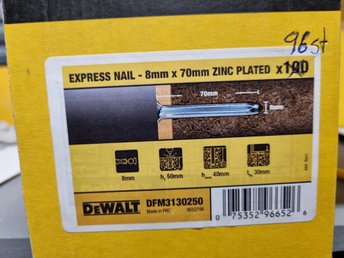 96st
EXPRESS NAIL - 8mm x 70mm ZINC PLATED x100
70mm
8mm
h₁ 50mm
40mm
30mm
DEWALT
DFM3130250
Made in PRC
0 75352 96652 6